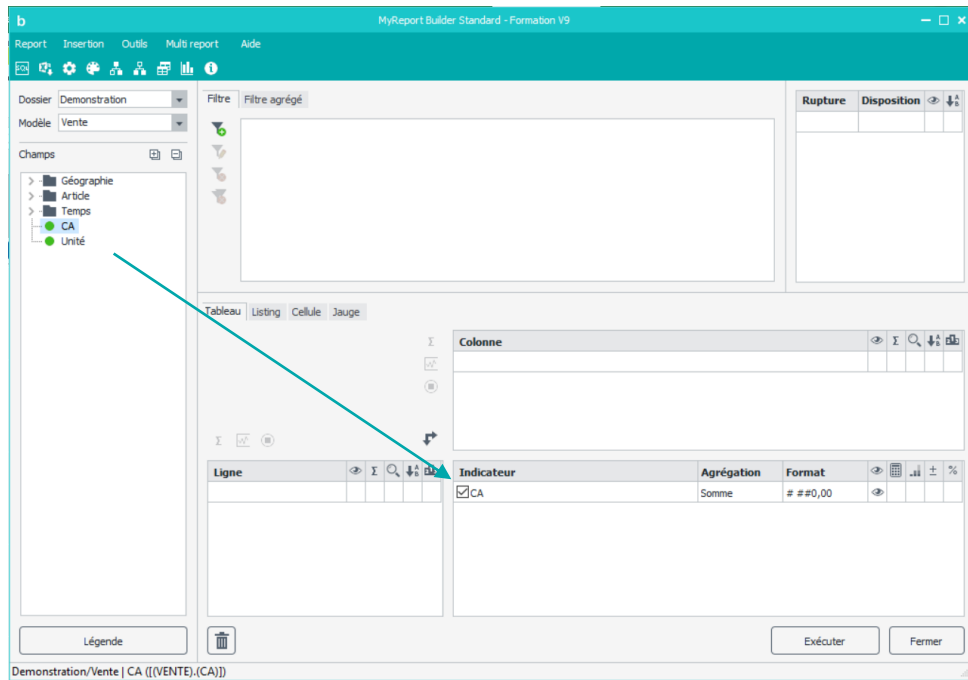 b
MyReport Builder Standard - Formation V9
Report Insertion Outils Multi report Aide
SQL
Dossier Demonstration
Modèle Vente
Champs
Géographie
Article
Temps
CA
Unité
Légende
Filtre Filtre agrégé
Rupture Disposition
Tableau Listing Cellule Jauge
Σ
Colonne Σ
Σ
Ligne Σ
Indicateur Agrégation Format ± %
CA Somme # ##0,00
Exécuter Fermer
Demonstration/Vente | CA ([(VENTE).(CA)])